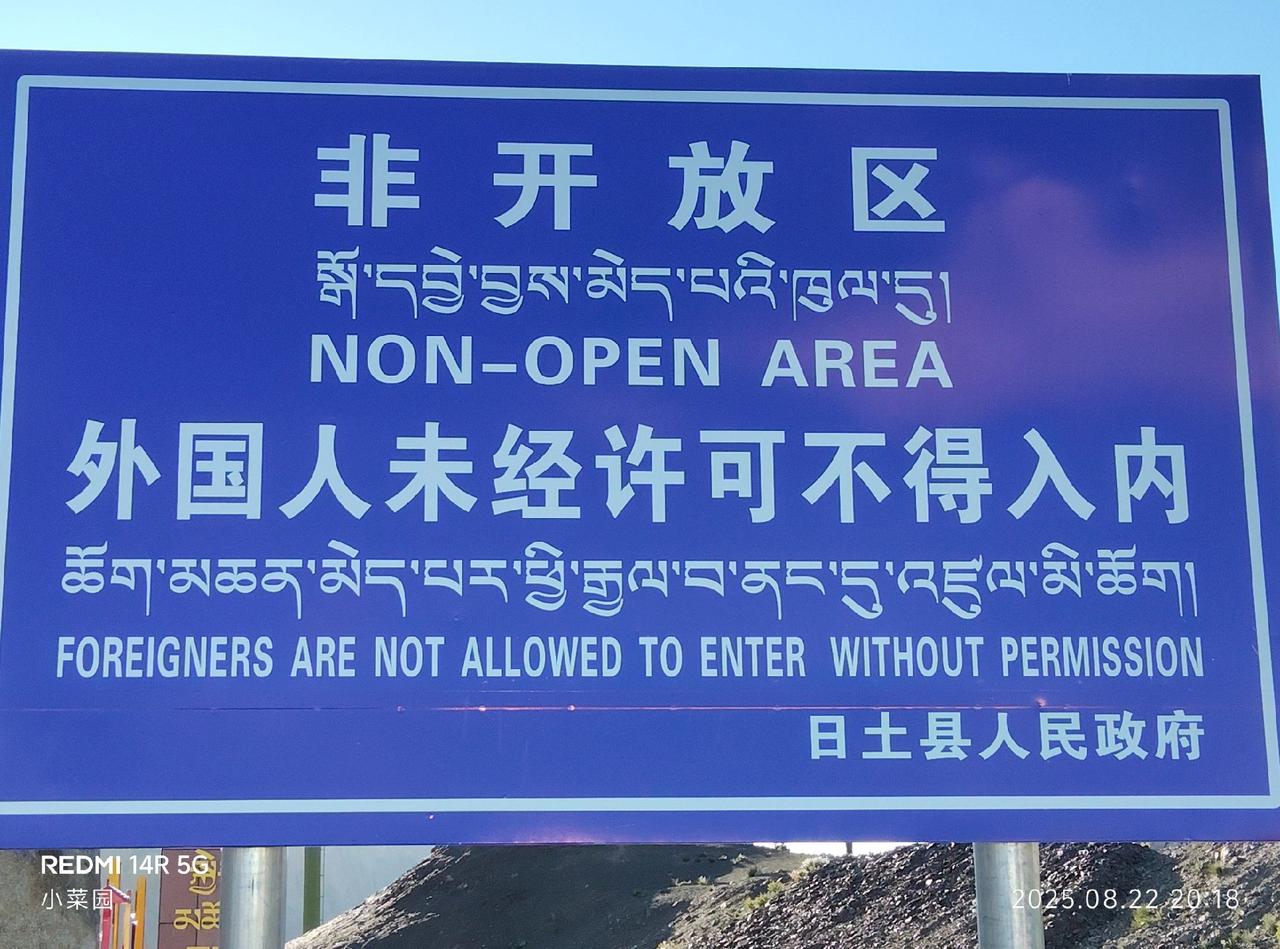 非开放区
སྒོ་དབྱེ་བྱས་མེད་པའི་ཁུལ་དུ།
NON-OPEN AREA
外国人未经许可不得入内
ཆོག་མཆན་མེད་པར་ཕྱི་རྒྱལ་བ་ནང་དུ་འཛུལ་མི་ཆོག།
FOREIGNERS ARE NOT ALLOWED TO ENTER WITHOUT PERMISSION
日土县人民政府
REDMI 14R 5G
小菜园
2025.08.22 20:18